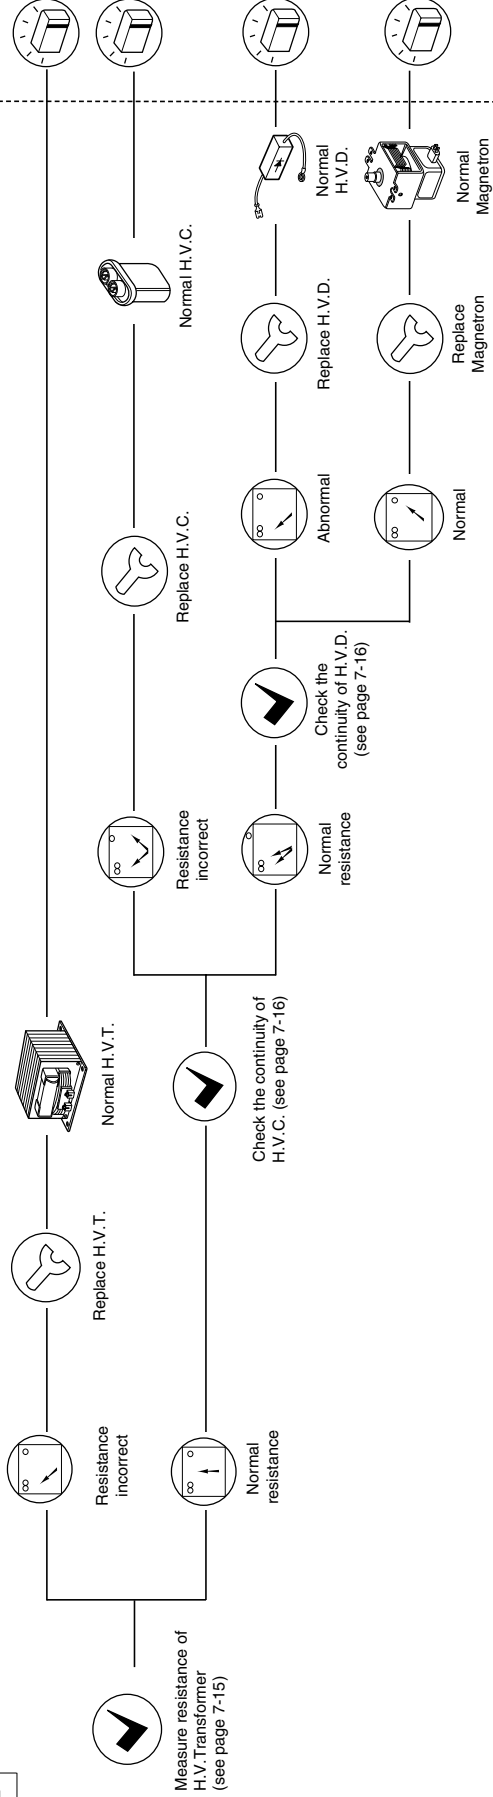 Measure resistance of
H.V.Transformer
(see page 7-15)
Resistance
incorrect
Replace H.V.T.
Normal H.V.T.
Normal
resistance
Check the continuity of
H.V.C. (see page 7-16)
Resistance
incorrect
Replace H.V.C.
Normal H.V.C.
Normal
resistance
Check the
continuity of H.V.D.
(see page 7-16)
Abnormal
Replace H.V.D.
Normal
H.V.D.
Normal
Replace
Magnetron
Normal
Magnetron